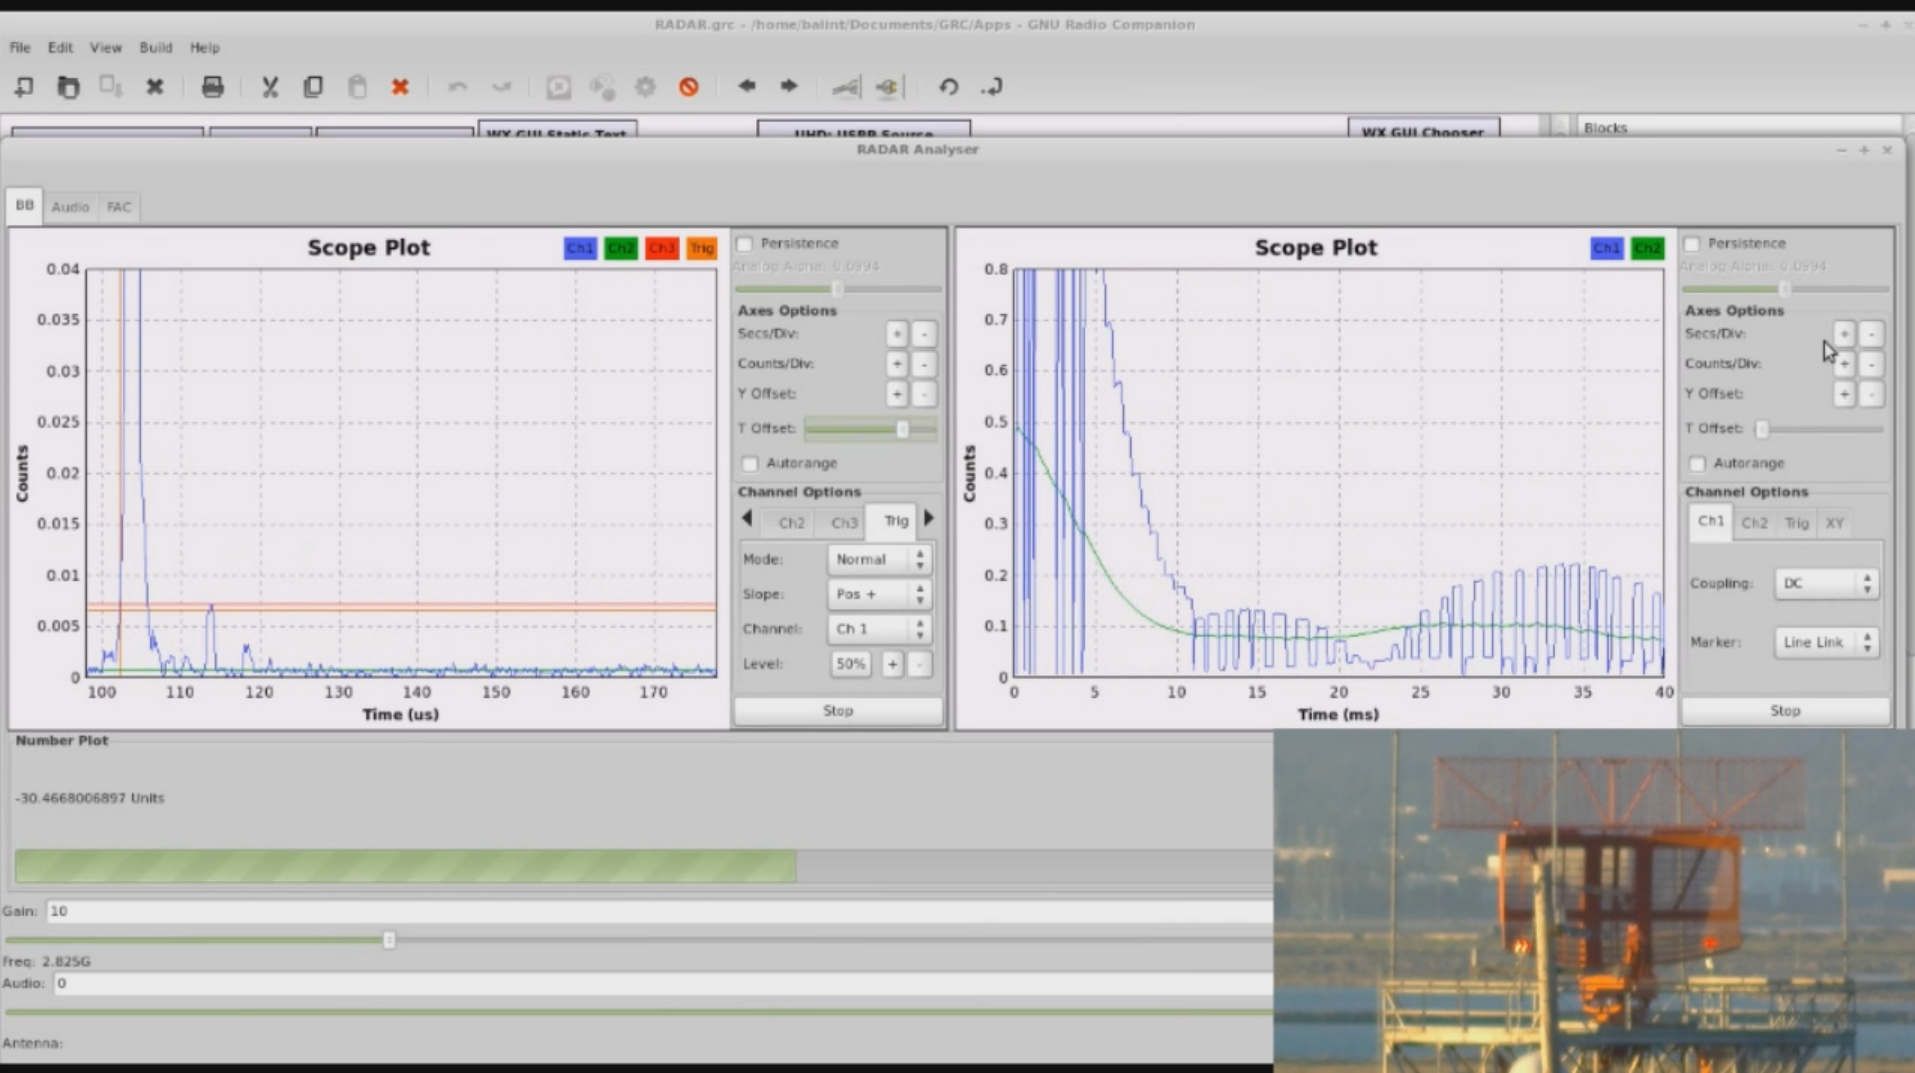 RADAR.grc - /home/balint/Documents/GRC/Apps - GNU Radio Companion
File Edit View Build Help
WX GUI Static Text UHD: USRP Source WX GUI Chooser Blocks
RADAR Analyser
BB Audio FAC
Scope Plot Ch1 Ch2 Ch3 Trig
0.04
0.035
0.03
0.025
0.02
0.015
0.01
0.005
0
Counts
100 110 120 130 140 150 160 170
Time (us)
Persistence
Analog Alpha: 0.0994
Axes Options
Secs/Div: + -
Counts/Div: + -
Y Offset: + -
T Offset:
Autorange
Channel Options
Ch2 Ch3 Trig
Mode: Normal
Slope: Pos +
Channel: Ch 1
Level: 50% + -
Stop
Scope Plot Ch1 Ch2
0.8
0.7
0.6
0.5
0.4
0.3
0.2
0.1
0
Counts
0 5 10 15 20 25 30 35 40
Time (ms)
Persistence
Analog Alpha: 0.0994
Axes Options
Secs/Div: + -
Counts/Div: + -
Y Offset: + -
T Offset:
Autorange
Channel Options
Ch1 Ch2 Trig XY
Coupling: DC
Marker: Line Link
Stop
Number Plot
-30.4668006897 Units
Gain: 10
Freq: 2.825G
Audio: 0
Antenna: